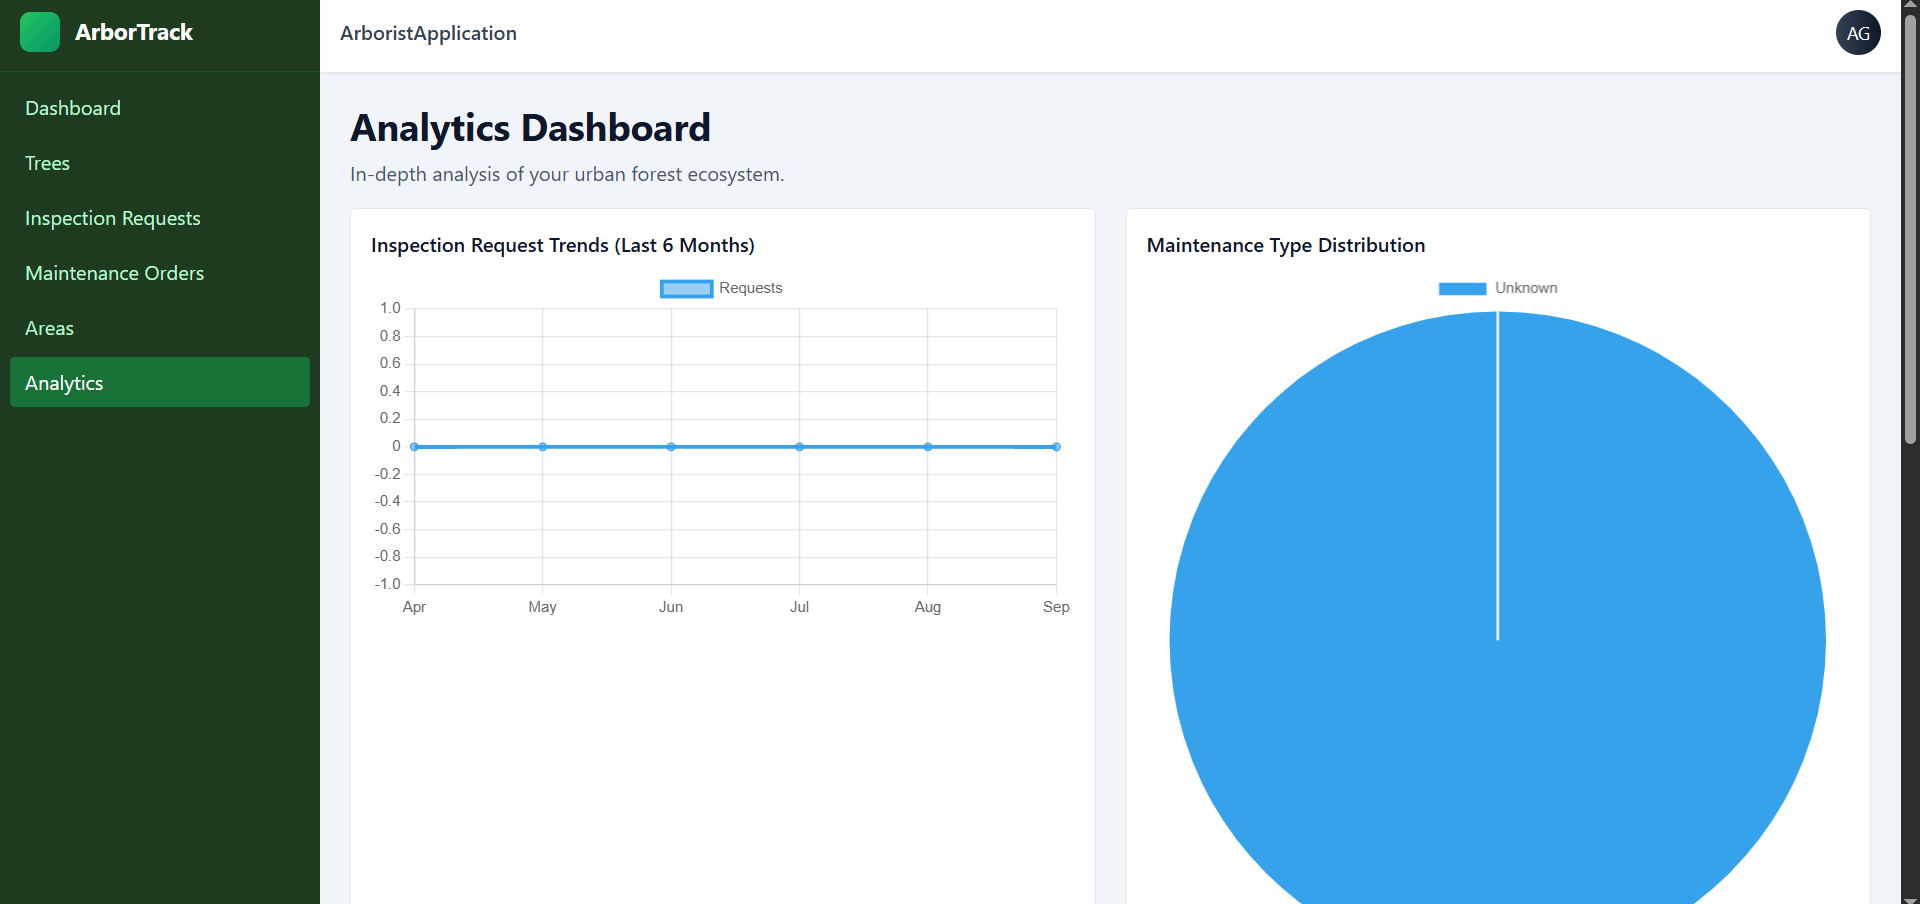 ArborTrack
Dashboard
Trees
Inspection Requests
Maintenance Orders
Areas
Analytics
ArboristApplication
AG
Analytics Dashboard
In-depth analysis of your urban forest ecosystem.
Inspection Request Trends (Last 6 Months)
Requests
1.0
0.8
0.6
0.4
0.2
0
-0.2
-0.4
-0.6
-0.8
-1.0
Apr May Jun Jul Aug Sep
Maintenance Type Distribution
Unknown